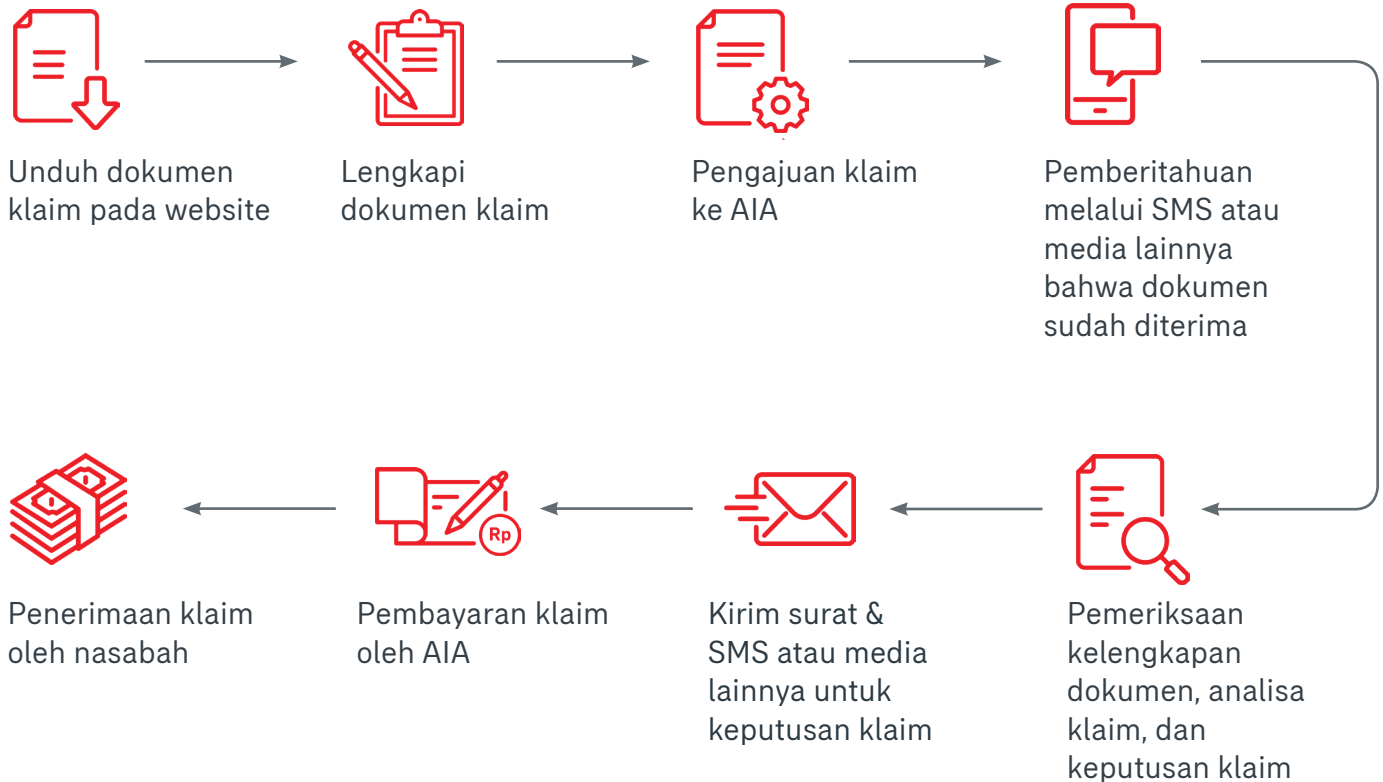 Unduh dokumen
klaim pada website
Lengkapi
dokumen klaim
Pengajuan klaim
ke AIA
Pemberitahuan
melalui SMS atau
media lainnya
bahwa dokumen
sudah diterima
Pemeriksaan
kelengkapan
dokumen, analisa
klaim, dan
keputusan klaim
Kirim surat &
SMS atau media
lainnya untuk
keputusan klaim
Rp
Pembayaran klaim
oleh AIA
Penerimaan klaim
oleh nasabah